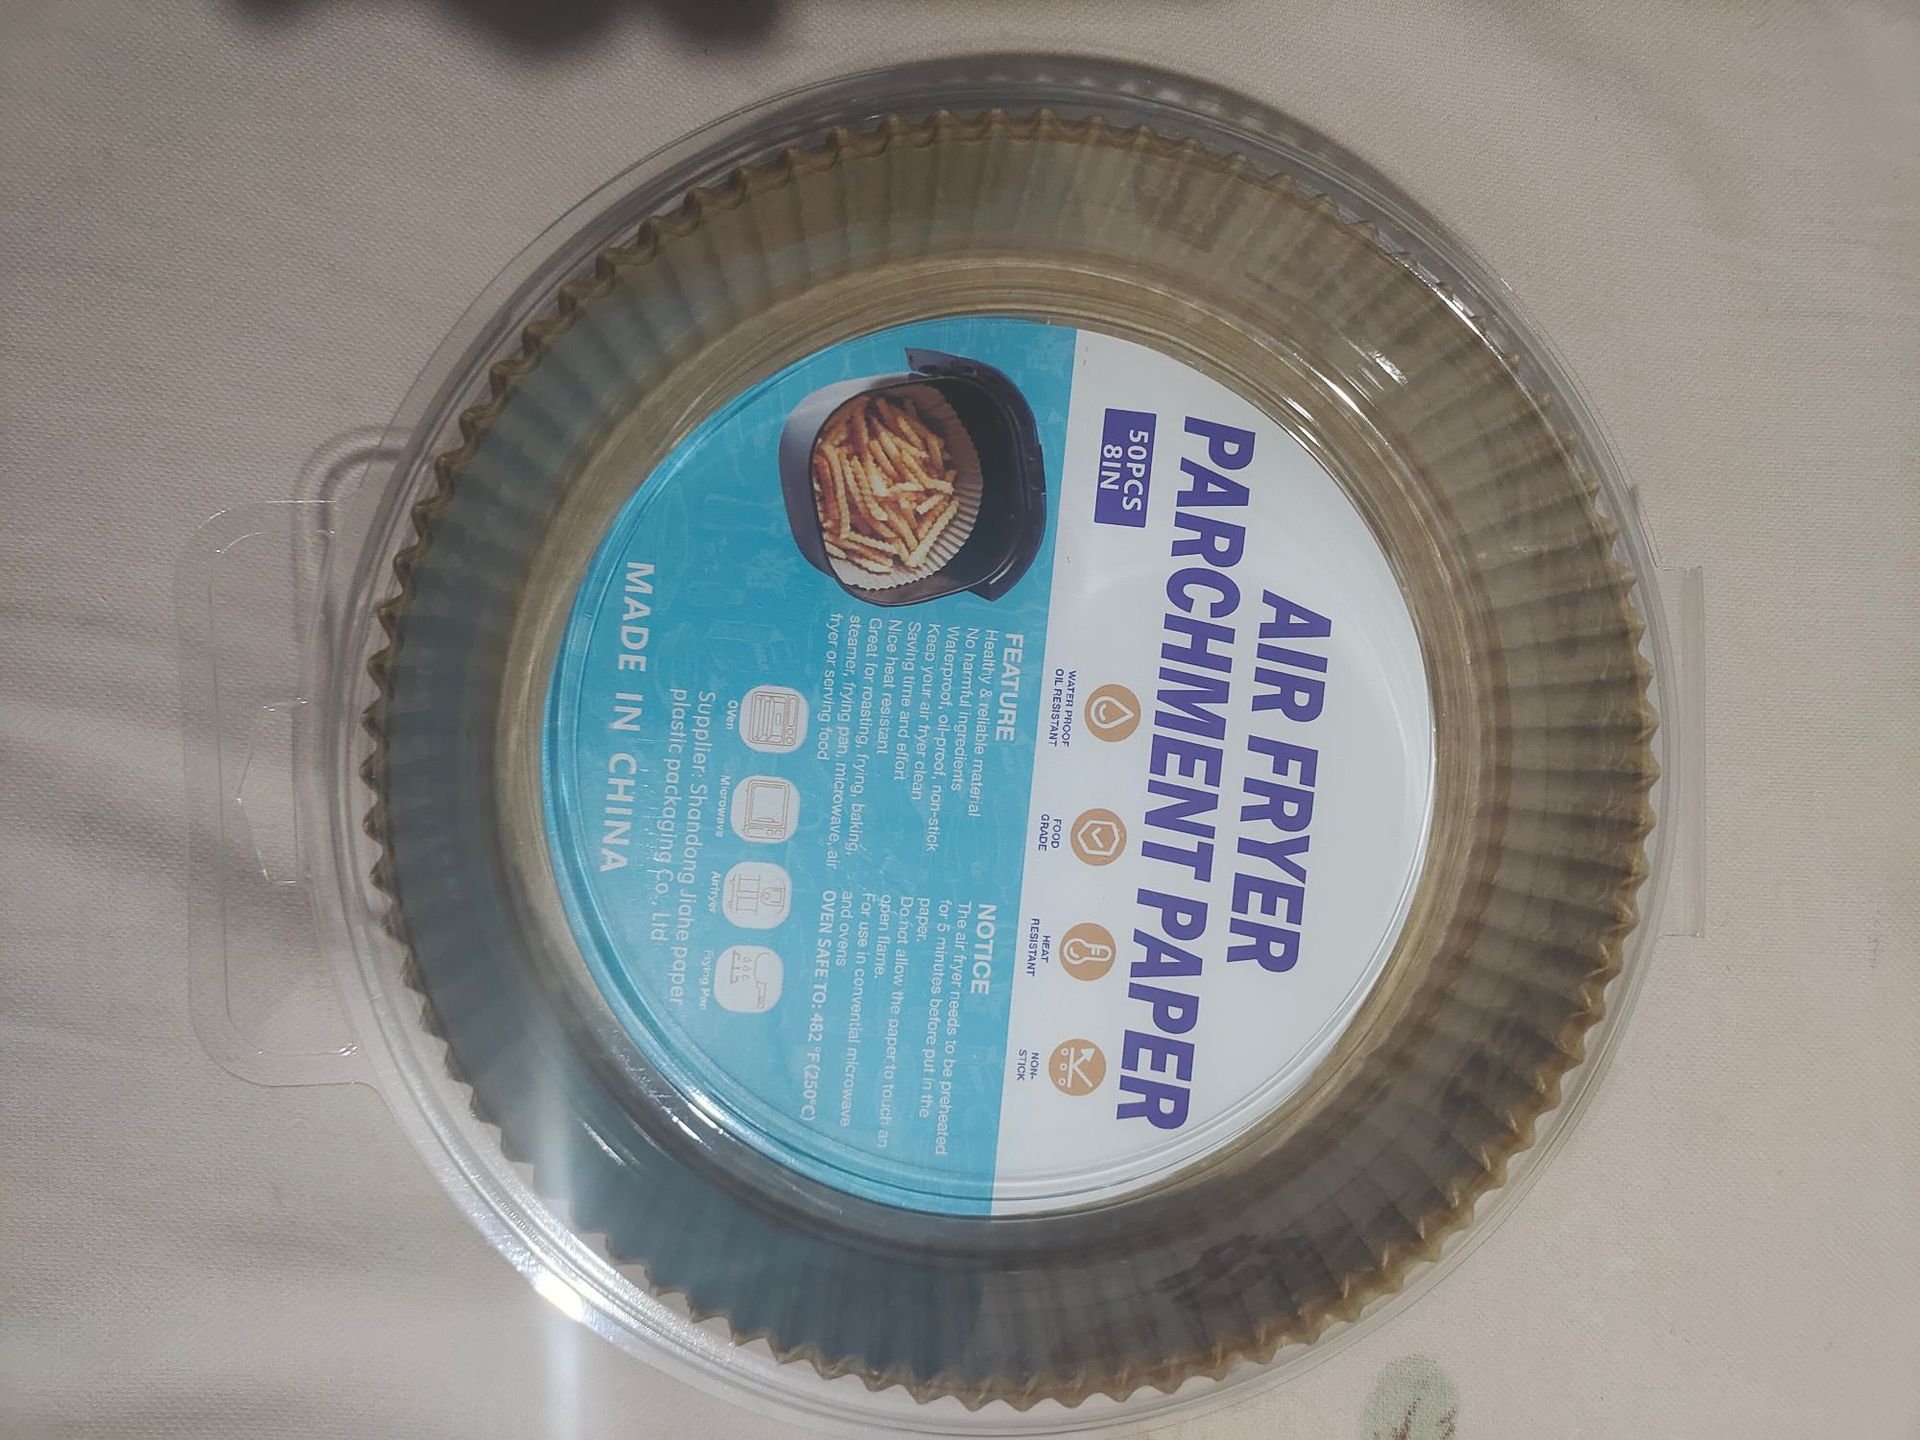 AIR FRYER
PARCHMENT PAPER
50PCS
8IN
WATER PROOF
OIL RESISTANT
FOOD
GRADE
HEAT
RESISTANT
NON-
STICK
FEATURE
Healthy & reliable material
No harmful ingredients
Waterproof, oil-proof, non-stick
Keep your air fryer clean
Saving time and effort
Nice heat resistant
Great for roasting, frying, baking,
steamer, frying pan, microwave, air
fryer or serving food
NOTICE
The air fryer needs to be preheated
for 5 minutes before put in the
paper.
Do not allow the paper to touch an
open flame.
For use in convential microwave
and ovens
OVEN SAFE TO: 482 °F(250°C)
Oven
Microwave
Airfryer
Frying Pan
Supplier: Shandong Jiahe paper
plastic packaging Co., Ltd
MADE IN CHINA